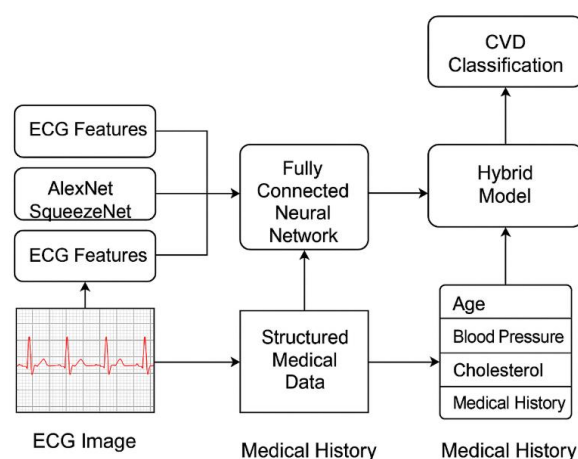 CVD
Classification
ECG Features
AlexNet
SqueezeNet
ECG Features
Fully
Connected
Neural
Network
Hybrid
Model
Structured
Medical
Data
Age
Blood Pressure
Cholesterol
Medical History
ECG Image
Medical History
Medical History